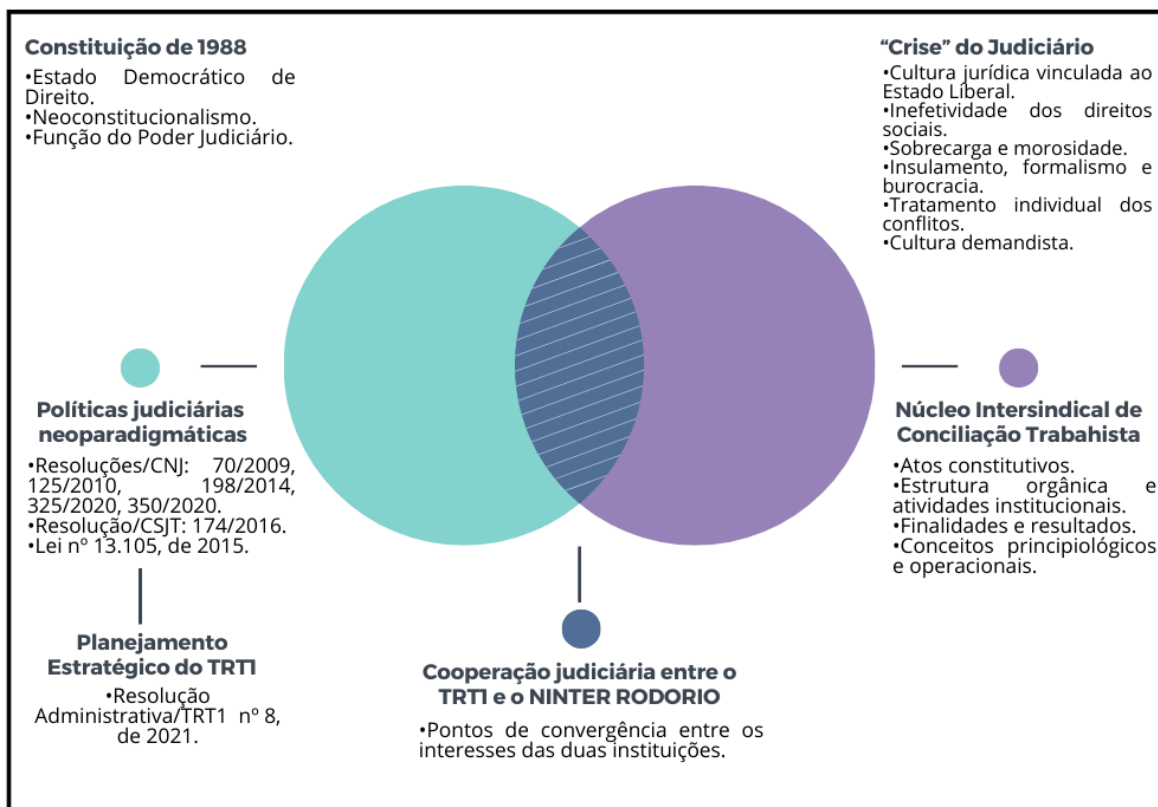 Constituição de 1988
•Estado Democrático de
Direito.
•Neoconstitucionalismo.
•Função do Poder Judiciário.
“Crise” do Judiciário
•Cultura jurídica vinculada ao
Estado Liberal.
•Inefetividade dos direitos
sociais.
•Sobrecarga e morosidade.
•Insulamento, formalismo e
burocracia.
•Tratamento individual dos
conflitos.
•Cultura demandista.
Políticas judiciárias
neoparadigmáticas
•Resoluções/CNJ: 70/2009,
125/2010, 198/2014,
325/2020, 350/2020.
•Resolução/CSJT: 174/2016.
•Lei nº 13.105, de 2015.
Planejamento
Estratégico do TRT1
•Resolução
Administrativa/TRT1 nº 8,
de 2021.
Cooperação judiciária entre o
TRT1 e o NINTER RODORIO
•Pontos de convergência entre os
interesses das duas instituições.
Núcleo Intersindical de
Conciliação Trabahista
•Atos constitutivos.
•Estrutura orgânica e
atividades institucionais.
•Finalidades e resultados.
•Conceitos principiológicos
e operacionais.